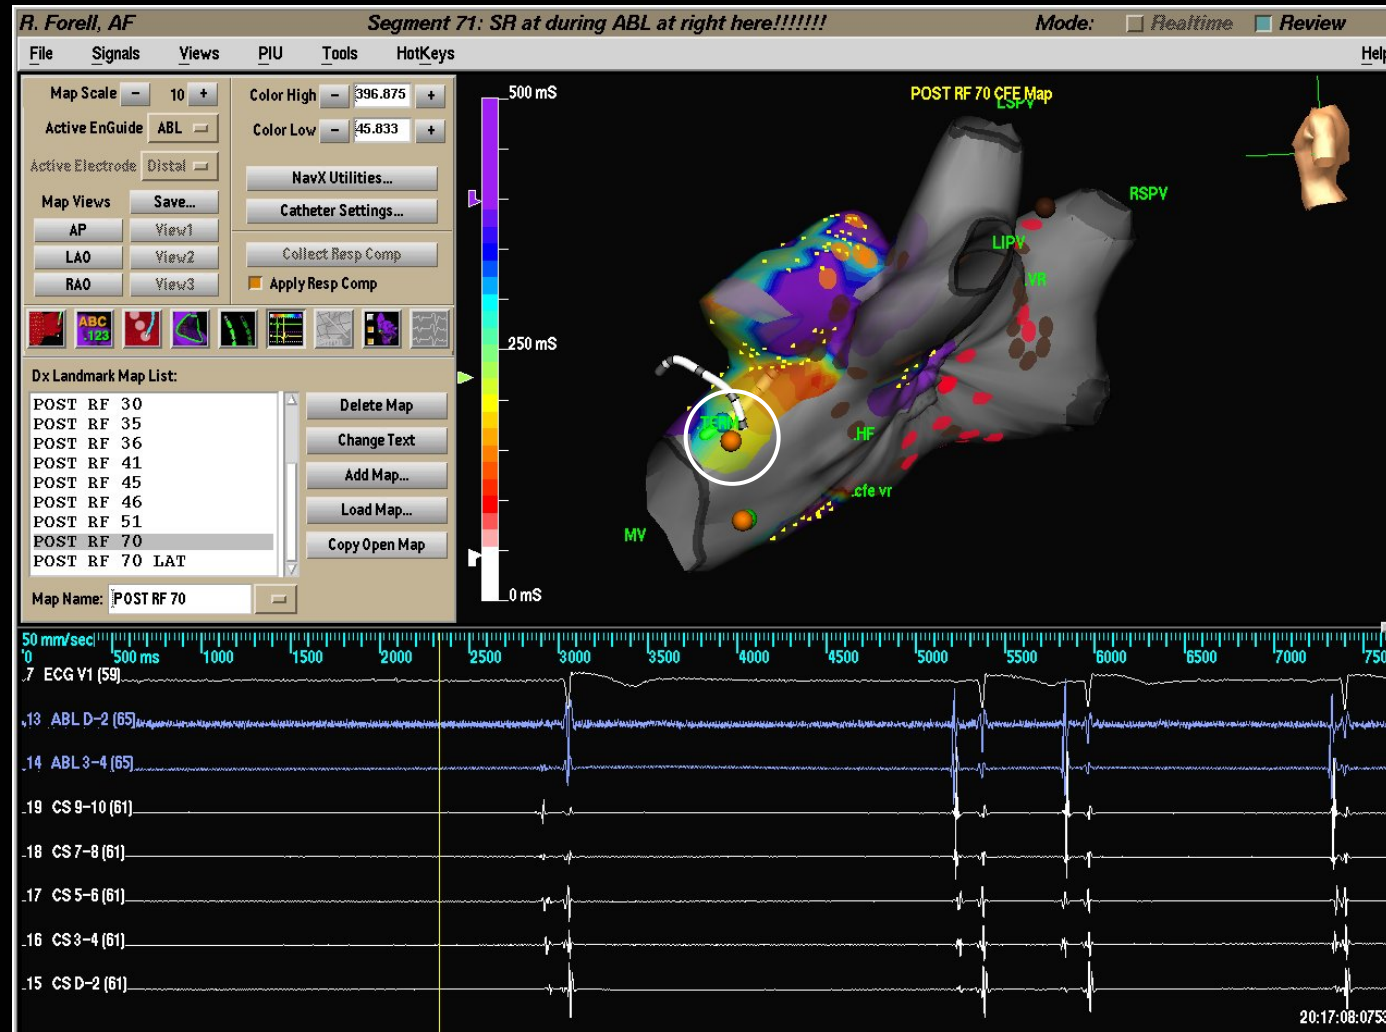 R. Forell, AF Segment 71: SR at during ABL at right here!!!!!!! Mode: Realtime Review
File Signals Views PIU Tools HotKeys Help
Map Scale - 10 +
Color High - 396.875 +
Active EnGuide ABL
Color Low - 45.833 +
Active Electrode Distal
NavX Utilities...
Map Views Save...
Catheter Settings...
AP View1
LAO View2
Collect Resp Comp
RAO View3
Apply Resp Comp
ABC
.123
Dx Landmark Map List:
POST RF 30
POST RF 35
POST RF 36
POST RF 41
POST RF 45
POST RF 46
POST RF 51
POST RF 70
POST RF 70 LAT
Delete Map
Change Text
Add Map...
Load Map...
Copy Open Map
Map Name: POST RF 70
500 mS
250 mS
0 mS
POST RF 70 CFE Map
LSPV
RSPV
LIPV
.VR
TERM
.HF
.cfe vr
MV
50 mm/sec
0 500 ms 1000 1500 2000 2500 3000 3500 4000 4500 5000 5500 6000 6500 7000 750
.7 ECG V1 (59)
.13 ABL D-2 (65)
.14 ABL 3-4 (65)
.19 CS 9-10 (61)
.18 CS 7-8 (61)
.17 CS 5-6 (61)
.16 CS 3-4 (61)
.15 CS D-2 (61)
20:17:08:0753